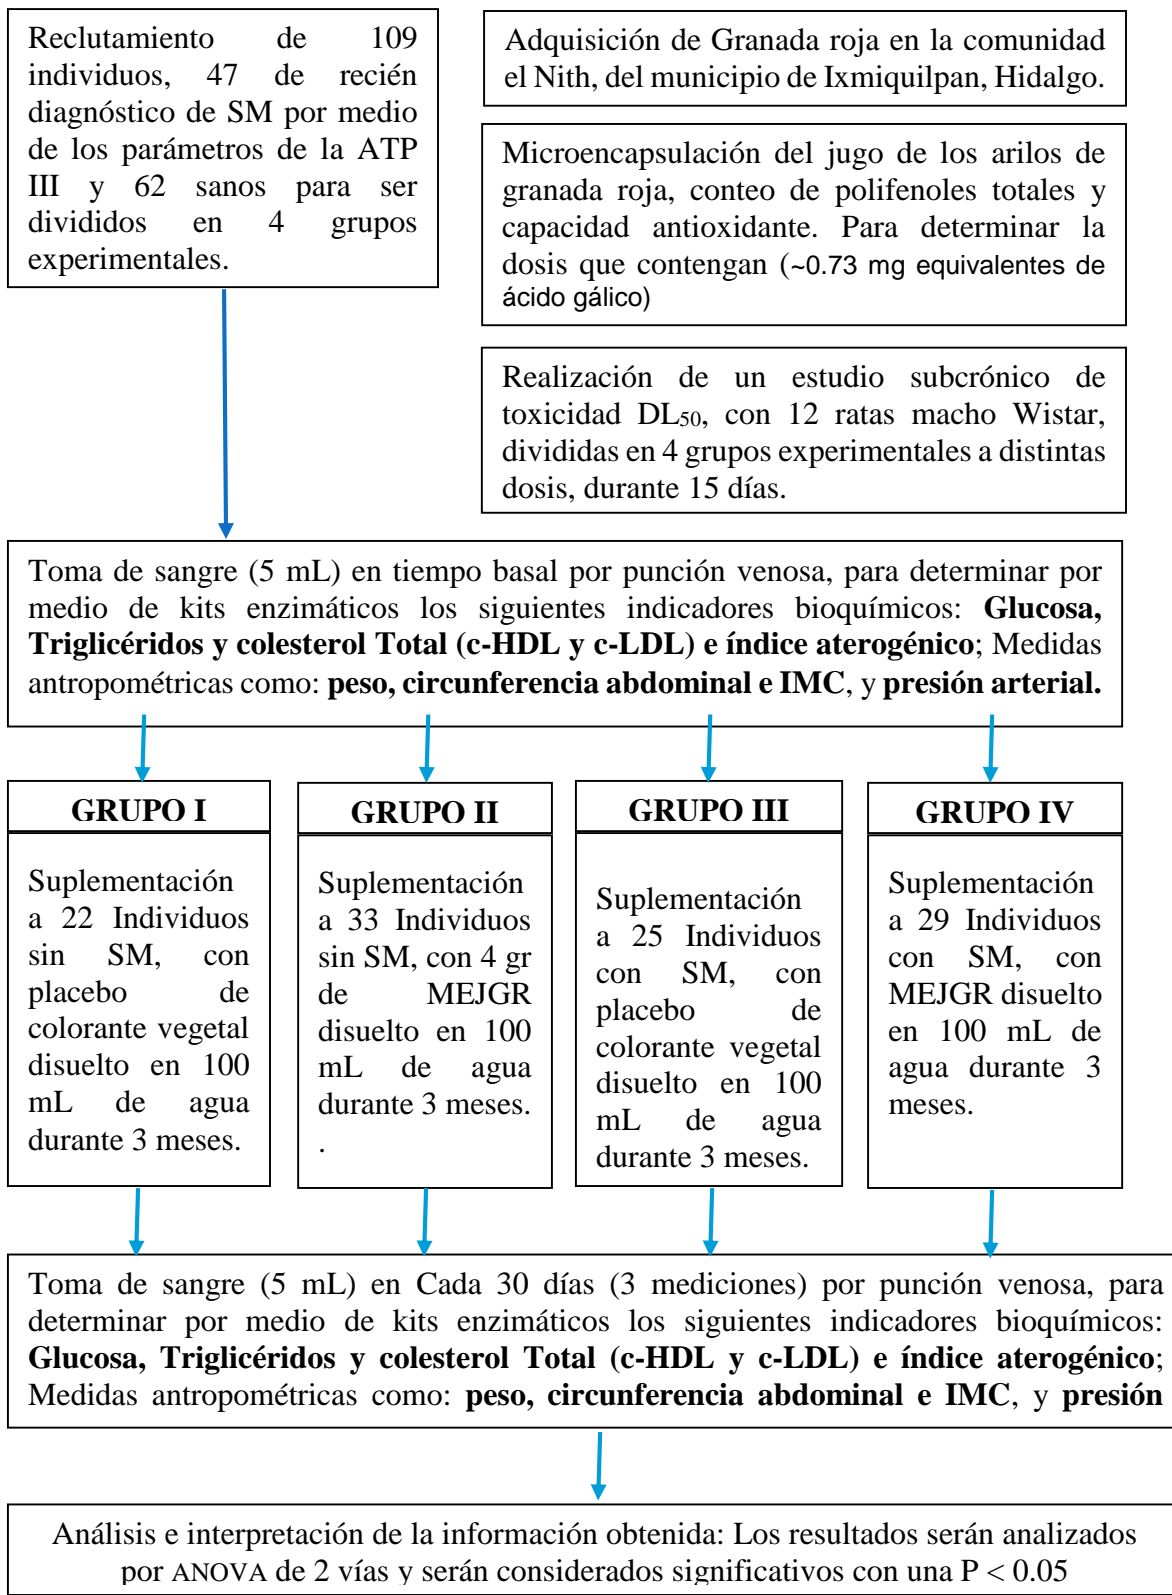 Reclutamiento de 109
individuos, 47 de recién
diagnóstico de SM por medio
de los parámetros de la ATP
III y 62 sanos para ser
divididos en 4 grupos
experimentales.
Adquisición de Granada roja en la comunidad
el Nith, del municipio de Ixmiquilpan, Hidalgo.
Microencapsulación del jugo de los arilos de
granada roja, conteo de polifenoles totales y
capacidad antioxidante. Para determinar la
dosis que contengan (~0.73 mg equivalentes de
ácido gálico)
Realización de un estudio subcrónico de
toxicidad DL50, con 12 ratas macho Wistar,
divididas en 4 grupos experimentales a distintas
dosis, durante 15 días.
Toma de sangre (5 mL) en tiempo basal por punción venosa, para determinar por
medio de kits enzimáticos los siguientes indicadores bioquímicos: Glucosa,
Triglicéridos y colesterol Total (c-HDL y c-LDL) e índice aterogénico; Medidas
antropométricas como: peso, circunferencia abdominal e IMC, y presión arterial.
GRUPO I
Suplementación
a 22 Individuos
sin SM, con
placebo de
colorante vegetal
disuelto en 100
mL de agua
durante 3 meses.
GRUPO II
Suplementación
a 33 Individuos
sin SM, con 4 gr
de MEJGR
disuelto en 100
mL de agua
durante 3 meses.
.
GRUPO III
Suplementación
a 25 Individuos
con SM, con
placebo de
colorante vegetal
disuelto en 100
mL de agua
durante 3 meses.
GRUPO IV
Suplementación
a 29 Individuos
con SM, con
MEJGR disuelto
en 100 mL de
agua durante 3
meses.
Toma de sangre (5 mL) en Cada 30 días (3 mediciones) por punción venosa, para
determinar por medio de kits enzimáticos los siguientes indicadores bioquímicos:
Glucosa, Triglicéridos y colesterol Total (c-HDL y c-LDL) e índice aterogénico;
Medidas antropométricas como: peso, circunferencia abdominal e IMC, y presión
Análisis e interpretación de la información obtenida: Los resultados serán analizados
por ANOVA de 2 vías y serán considerados significativos con una P < 0.05